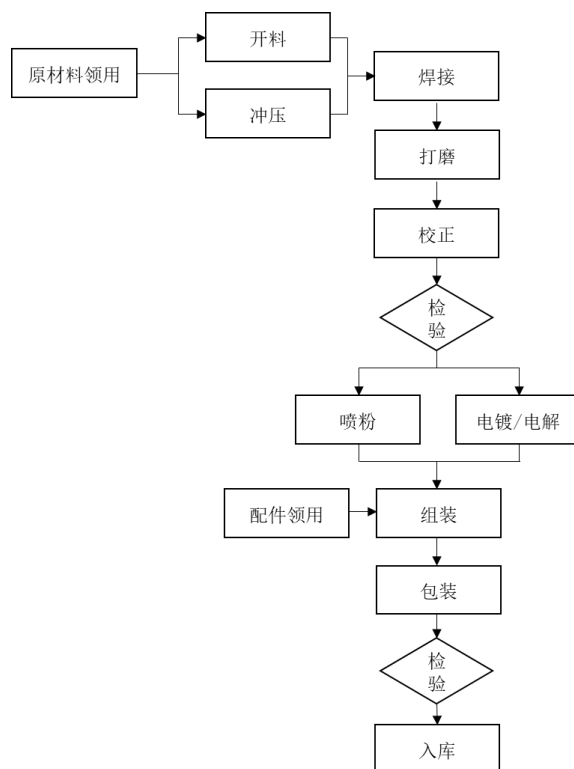 开料
原材料领用
冲压
焊接
打磨
校正
检
验
喷粉
电镀/电解
配件领用
组装
包装
检
验
入库